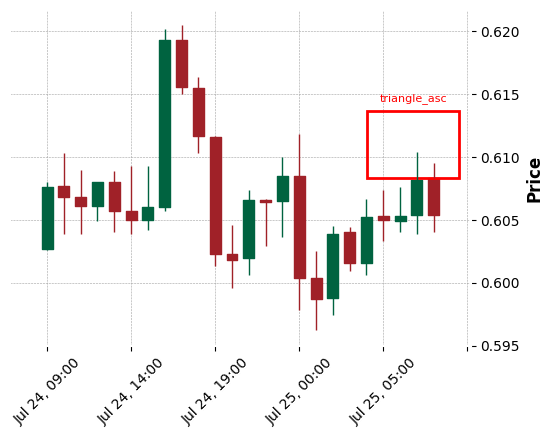 0.620
0.615
triangle_asc
0.610
0.605
0.600
0.595
Price
Jul 24, 09:00
Jul 24, 14:00
Jul 24, 19:00
Jul 25, 00:00
Jul 25, 05:00